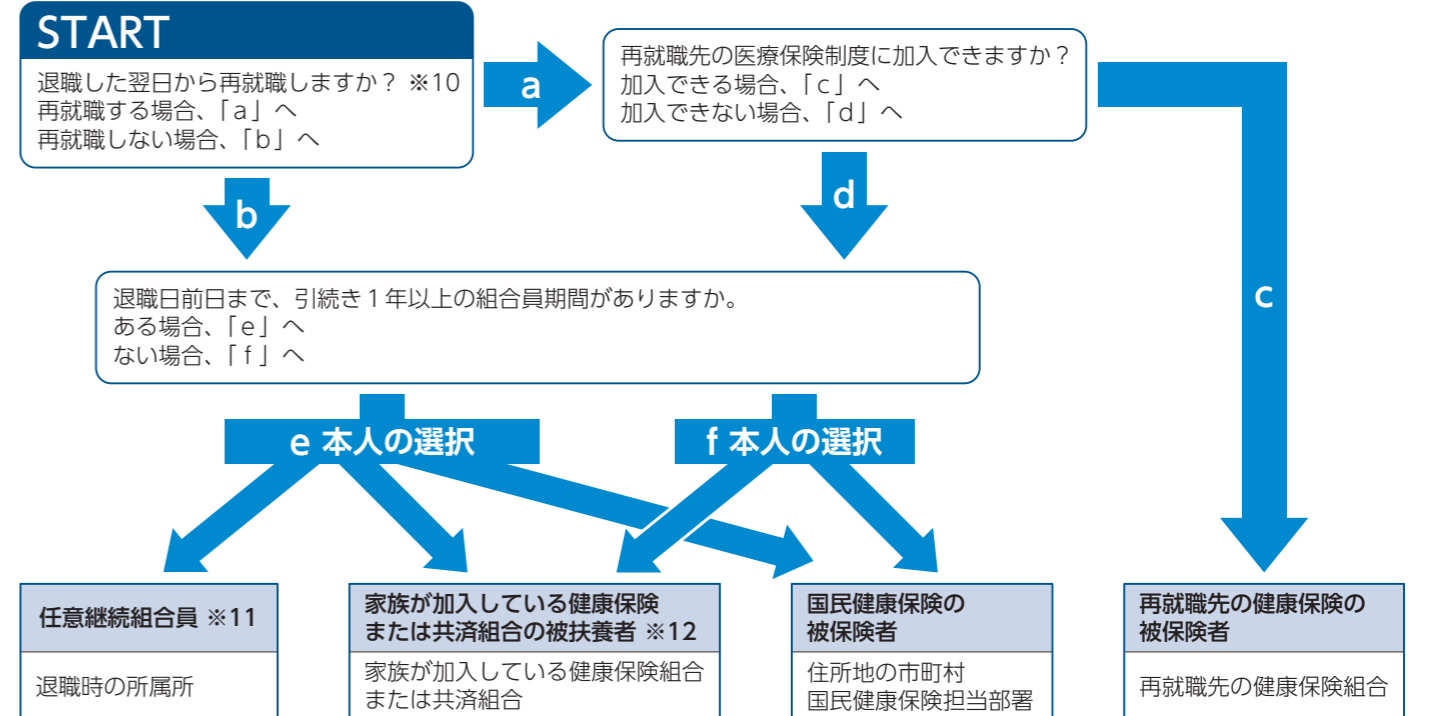 START
退職した翌日から再就職しますか？ ※10
再就職する場合、「a」へ
再就職しない場合、「b」へ
a
再就職先の医療保険制度に加入できますか？
加入できる場合、「c」へ
加入できない場合、「d」へ
b
d
c
退職日前日まで、引続き１年以上の組合員期間がありますか。
ある場合、「e」へ
ない場合、「f」へ
e 本人の選択
f 本人の選択
任意継続組合員 ※11
退職時の所属所
家族が加入している健康保険
または共済組合の被扶養者 ※12
家族が加入している健康保険組合
または共済組合
国民健康保険の
被保険者
住所地の市町村
国民健康保険担当部署
再就職先の健康保険の
被保険者
再就職先の健康保険組合